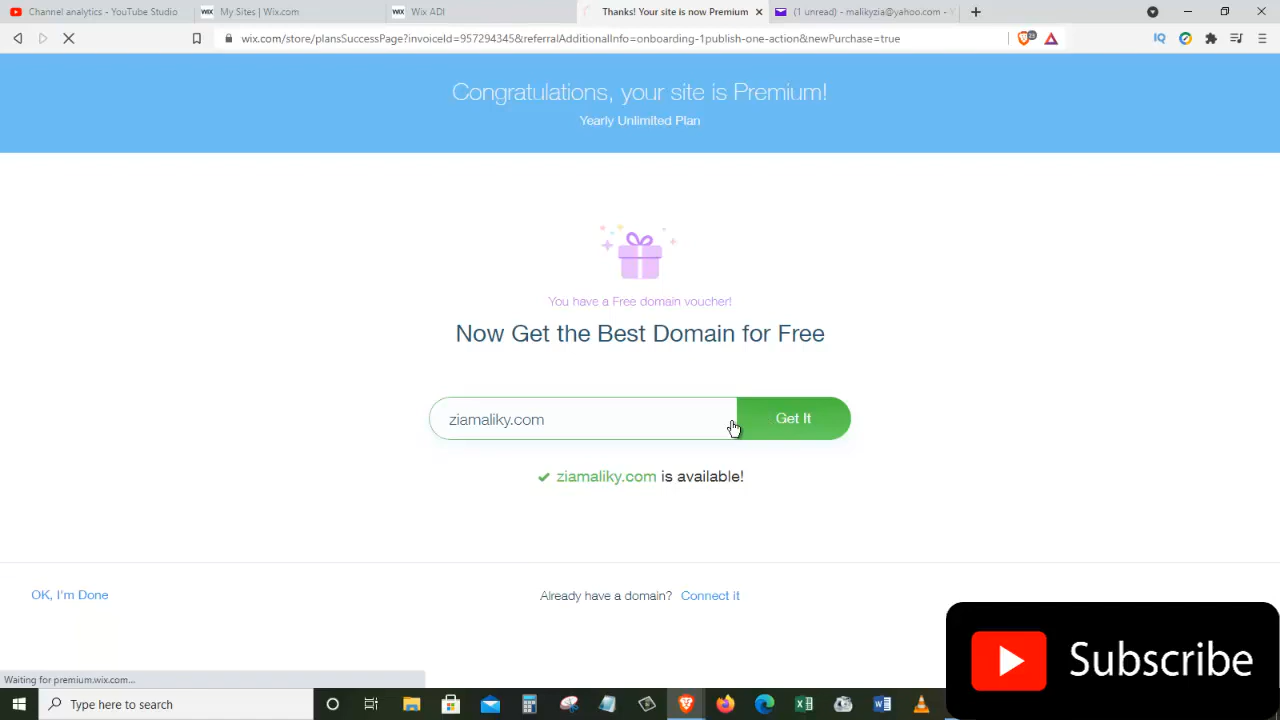 Channel analytics - YouTube Studio
WIX My Sites | Wix.com
WIX Wix ADI
Thanks! Your site is now Premium
(1 unread) - malikyzia@yahoo.com -
wix.com/store/plansSuccessPage?invoiceId=957294345&referralAdditionalInfo=onboarding-1publish-one-action&newPurchase=true
IQ
Congratulations, your site is Premium!
Yearly Unlimited Plan
You have a Free domain voucher!
Now Get the Best Domain for Free
ziamaliky.com
Get It
ziamaliky.com is available!
OK, I'm Done
Already have a domain? Connect it
Subscribe
Waiting for premium.wix.com...
Type here to search